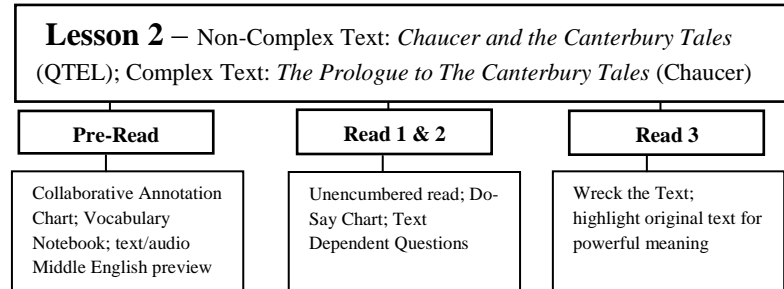 Lesson 2 – Non-Complex Text: Chaucer and the Canterbury Tales
(QTEL); Complex Text: The Prologue to The Canterbury Tales (Chaucer)
Pre-Read
Collaborative Annotation
Chart; Vocabulary
Notebook; text/audio
Middle English preview
Read 1 & 2
Unencumbered read; Do-
Say Chart; Text
Dependent Questions
Read 3
Wreck the Text;
highlight original text for
powerful meaning